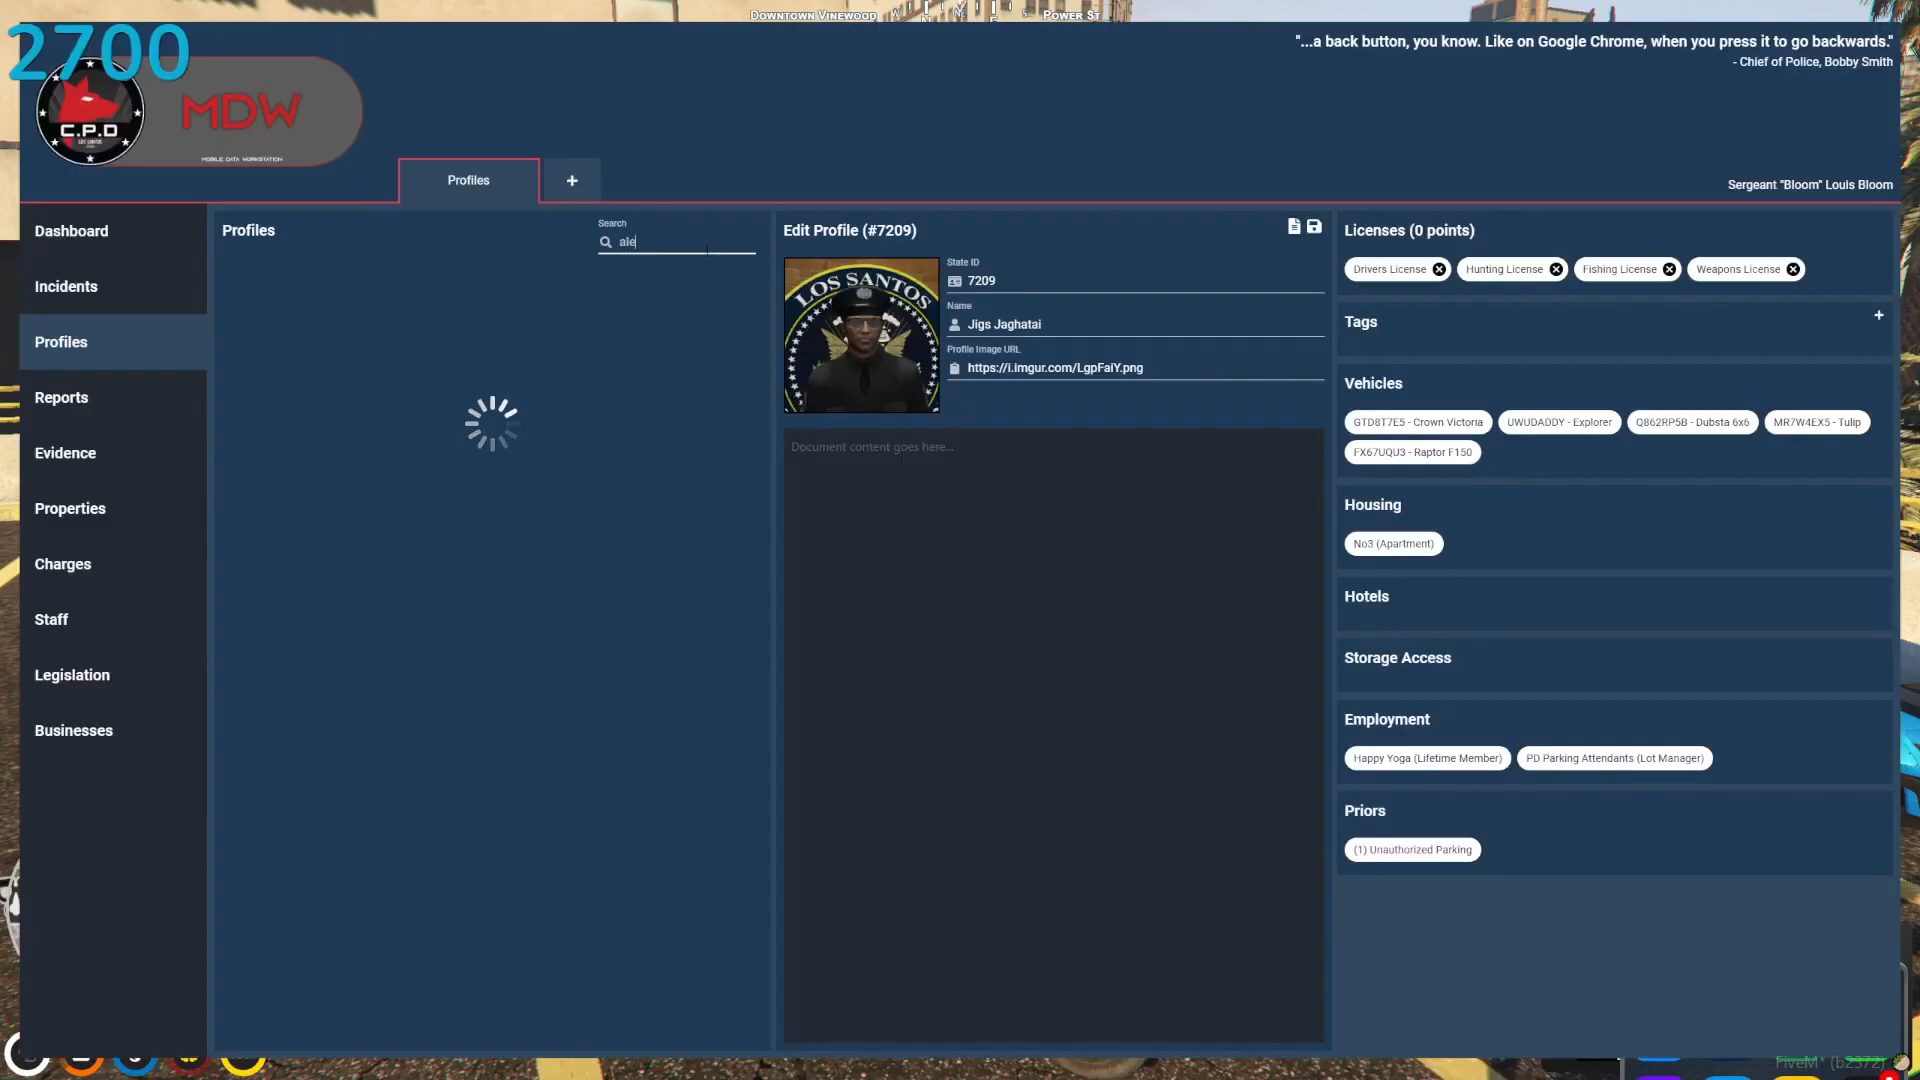 Downtown Vinewood
Power St
2700
"...a back button, you know. Like on Google Chrome, when you press it to go backwards."
- Chief of Police, Bobby Smith
C.P.D
LOS SANTOS
MDW
MOBILE DATA WORKSTATION
Profiles
+
Sergeant "Bloom" Louis Bloom
Dashboard
Incidents
Profiles
Reports
Evidence
Properties
Charges
Staff
Legislation
Businesses
Profiles
Search
ale
Edit Profile (#7209)
LOS SANTOS
State ID
7209
Name
Jigs Jaghatai
Profile Image URL
https://i.imgur.com/LgpFaiY.png
Document content goes here...
Licenses (0 points)
Drivers License
Hunting License
Fishing License
Weapons License
Tags
+
Vehicles
GTD8T7E5 - Crown Victoria
UWUDADDY - Explorer
Q862RP5B - Dubsta 6x6
MR7W4EX5 - Tulip
FX67UQU3 - Raptor F150
Housing
No3 (Apartment)
Hotels
Storage Access
Employment
Happy Yoga (Lifetime Member)
PD Parking Attendants (Lot Manager)
Priors
(1) Unauthorized Parking
FiveM* (b2372)